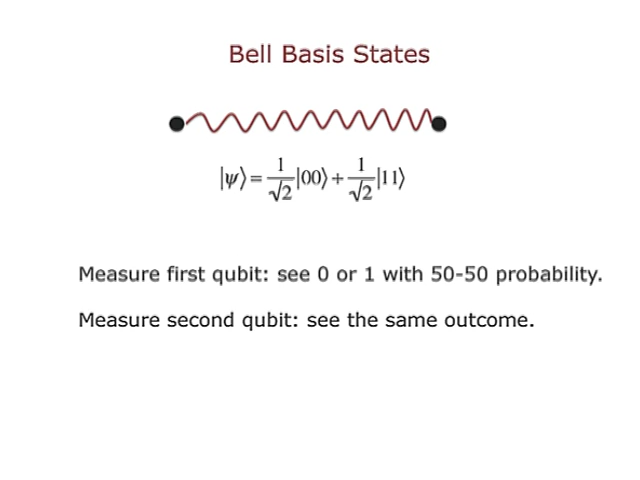 Bell Basis States
|ψ⟩ = 1/√2 |00⟩ + 1/√2 |11⟩
Measure first qubit: see 0 or 1 with 50-50 probability.
Measure second qubit: see the same outcome.